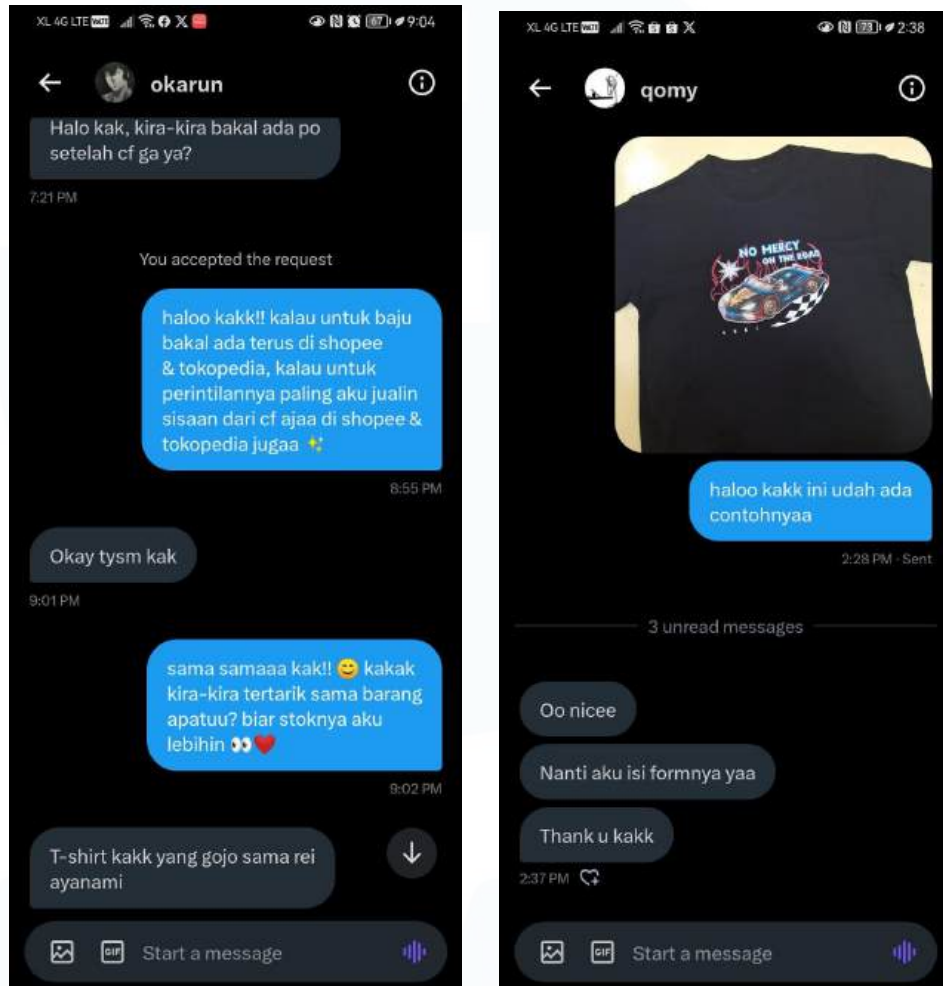 XL 4G LTE VoLTE 67 9:04
okarun
Halo kak, kira-kira bakal ada po
setelah cf ga ya?
7:21 PM
You accepted the request
haloo kakk!! kalau untuk baju
bakal ada terus di shopee
& tokopedia, kalau untuk
perintilannya paling aku jualin
sisaan dari cf ajaa di shopee &
tokopedia jugaa ✨
8:55 PM
Okay tysm kak
9:01 PM
sama samaaa kak!! 😊 kakak
kira-kira tertarik sama barang
apatuu? biar stoknya aku
lebihin 👀❤️
9:02 PM
T-shirt kakk yang gojo sama rei
ayanami
GIF Start a message
XL 4G LTE VoLTE 73 2:38
qomy
NO MERCY
ON THE ROAD
haloo kakk ini udah ada
contohnyaa
2:28 PM · Sent
3 unread messages
Oo nicee
Nanti aku isi formnya yaa
Thank u kakk
2:37 PM
GIF Start a message